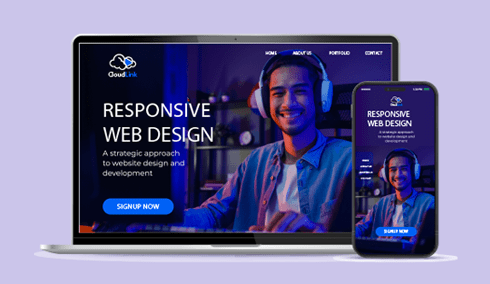 CloudLink
HOME ABOUT US PORTFOLIO CONTACT
RESPONSIVE
WEB DESIGN
A strategic approach
to website design and
development
SIGNUP NOW
RESPONSIVE
WEB DESIGN
A strategic approach
to website design and
development
SIGNUP NOW